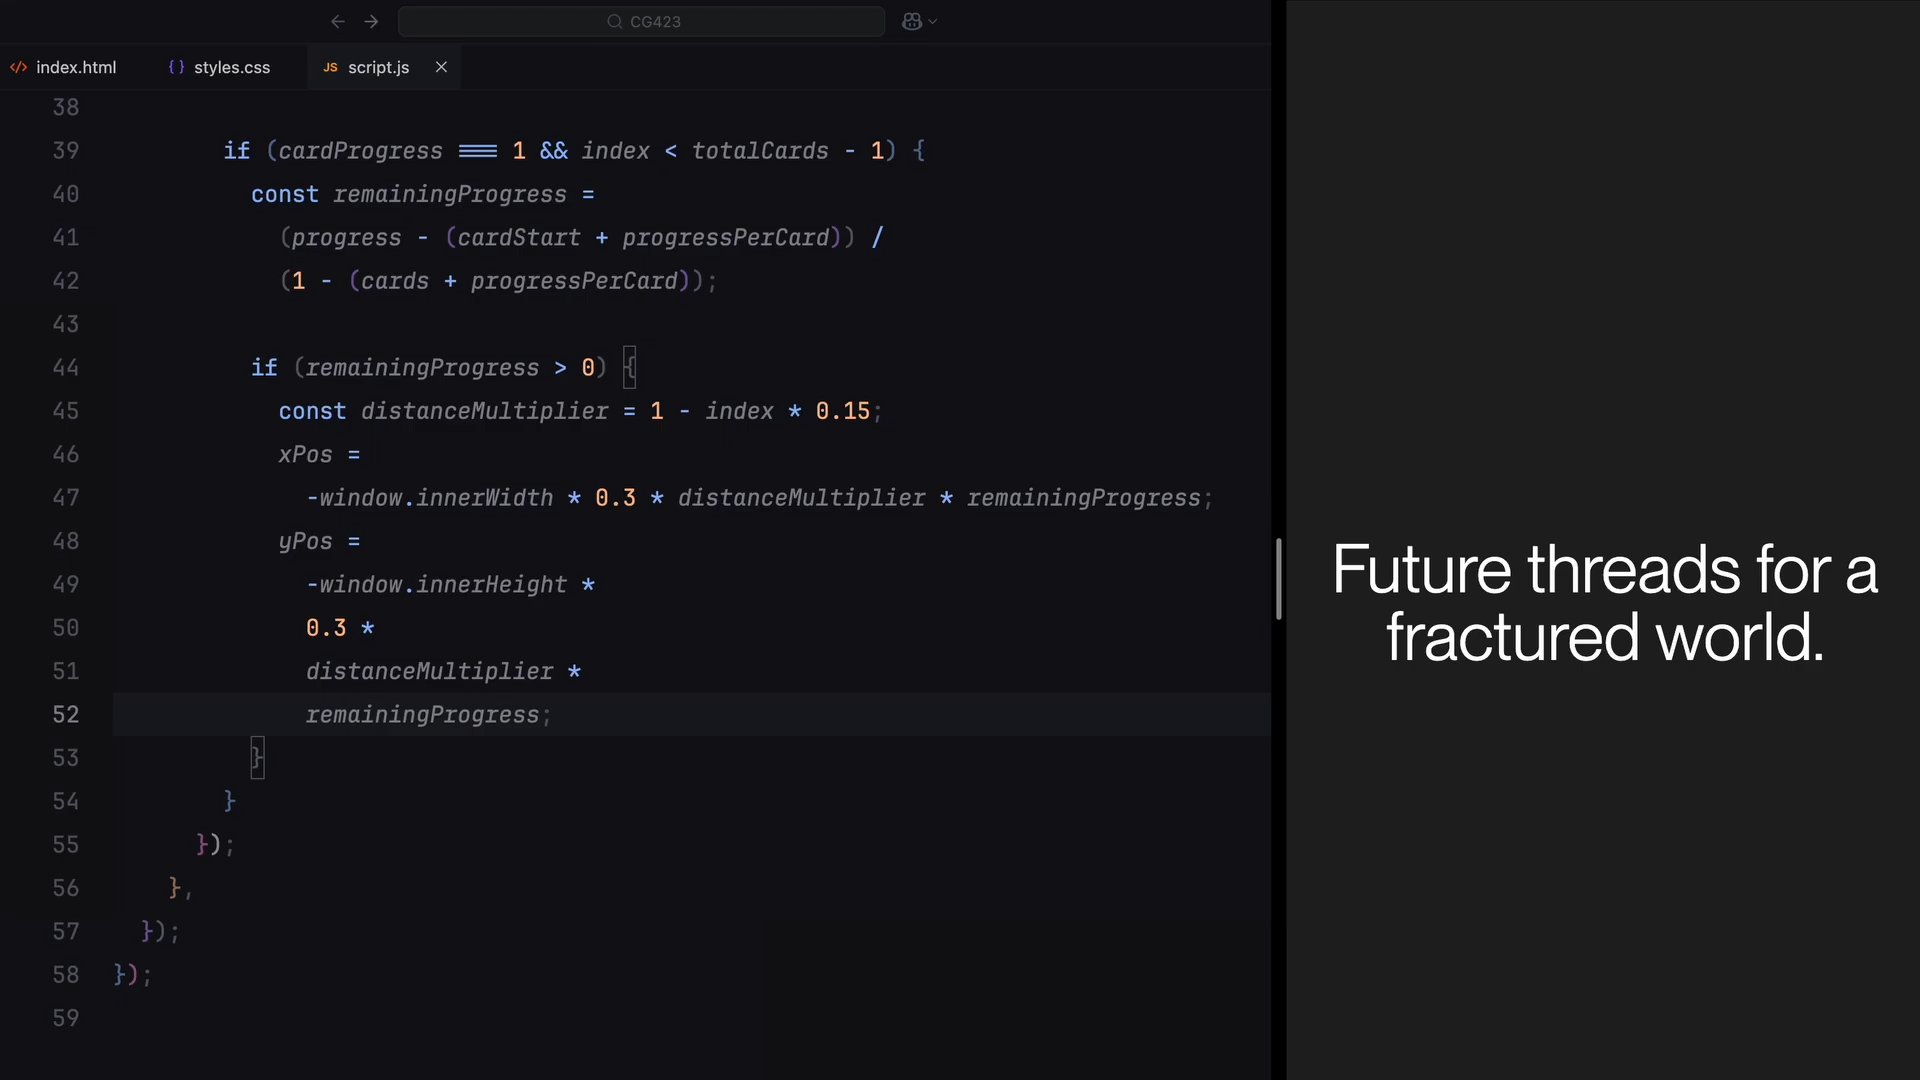 CG423
index.html
styles.css
JS script.js
38
39 if (cardProgress === 1 && index < totalCards - 1) {
40 const remainingProgress =
41 (progress - (cardStart + progressPerCard)) /
42 (1 - (cards + progressPerCard));
43
44 if (remainingProgress > 0) {
45 const distanceMultiplier = 1 - index * 0.15;
46 xPos =
47 -window.innerWidth * 0.3 * distanceMultiplier * remainingProgress;
48 yPos =
49 -window.innerHeight *
50 0.3 *
51 distanceMultiplier *
52 remainingProgress;
53 }
54 }
55 });
56 },
57 });
58 });
59
Future threads for a
fractured world.